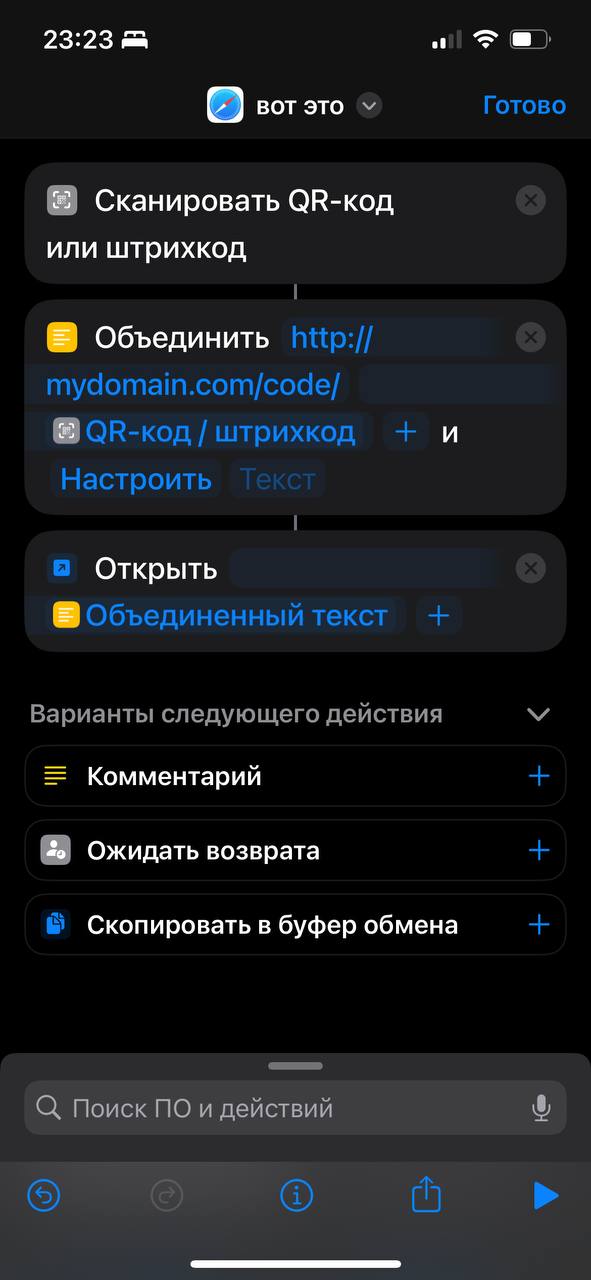 23:23
вот это
Готово
Сканировать QR-код
или штрихкод
Объединить http://
mydomain.com/code/
QR-код / штрихкод + и
Настроить Текст
Открыть
Объединенный текст +
Варианты следующего действия
Комментарий +
Ожидать возврата +
Скопировать в буфер обмена +
Поиск ПО и действий